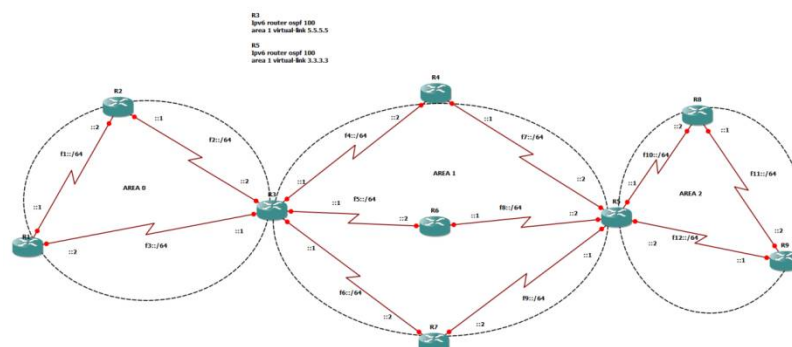 R3
Ipv6 router ospf 100
area 1 virtual-link 5.5.5.5
R5
Ipv6 router ospf 100
area 1 virtual-link 3.3.3.3
R2
R4
R8
::2
::1
::2
::1
::2
::1
f1::/64
f2::/64
f4::/64
f7::/64
f10::/64
f11::/64
AREA 0
AREA 1
AREA 2
::1
::2
::1
::2
::1
::2
R3
f5::/64
f8::/64
R5
::1
R6
::1
::2
::2
R1
f3::/64
::1
::2
::2
f12::/64
R9
::1
::1
::1
f6::/64
f9::/64
::2
R7
::2